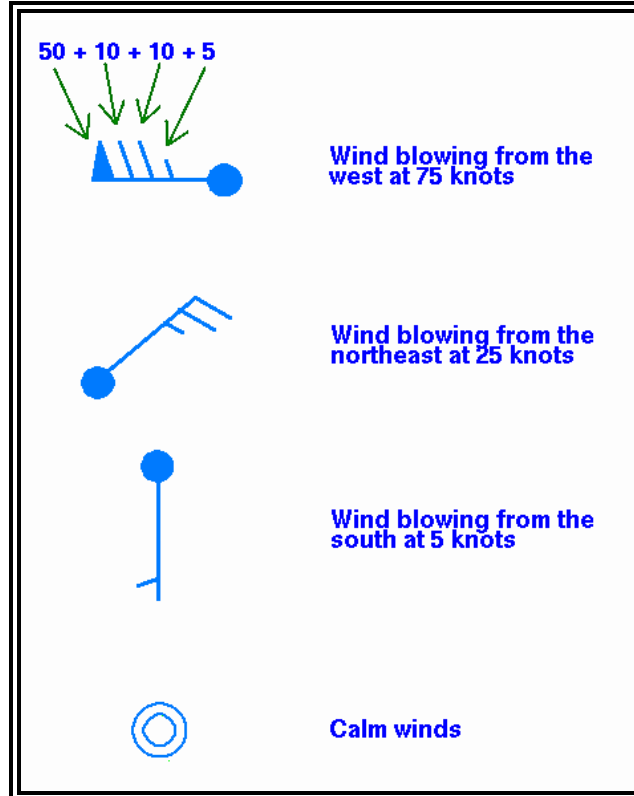 50 + 10 + 10 + 5
Wind blowing from the
west at 75 knots
Wind blowing from the
northeast at 25 knots
Wind blowing from the
south at 5 knots
Calm winds